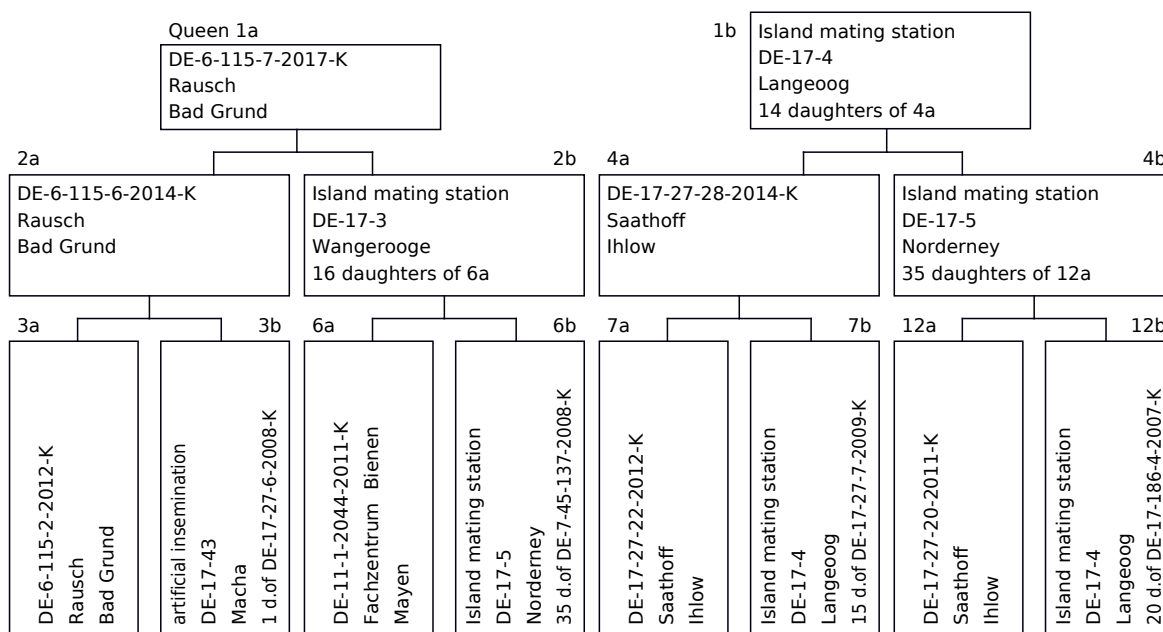 Queen 1a
DE-6-115-7-2017-K
Rausch
Bad Grund
1b
Island mating station
DE-17-4
Langeoog
14 daughters of 4a
2a
DE-6-115-6-2014-K
Rausch
Bad Grund
2b
Island mating station
DE-17-3
Wangerooge
16 daughters of 6a
4a
DE-17-27-28-2014-K
Saathoff
Ihlow
4b
Island mating station
DE-17-5
Norderney
35 daughters of 12a
3a
DE-6-115-2-2012-K
Rausch
Bad Grund
3b
artificial insemination
DE-17-43
Macha
1 d.of DE-17-27-6-2008-K
6a
DE-11-1-2044-2011-K
Fachzentrum Bienen
Mayen
6b
Island mating station
DE-17-5
Norderney
35 d.of DE-7-45-137-2008-K
7a
DE-17-27-22-2012-K
Saathoff
Ihlow
7b
Island mating station
DE-17-4
Langeoog
15 d.of DE-17-27-7-2009-K
12a
DE-17-27-20-2011-K
Saathoff
Ihlow
12b
Island mating station
DE-17-4
Langeoog
20 d.of DE-17-186-4-2007-K